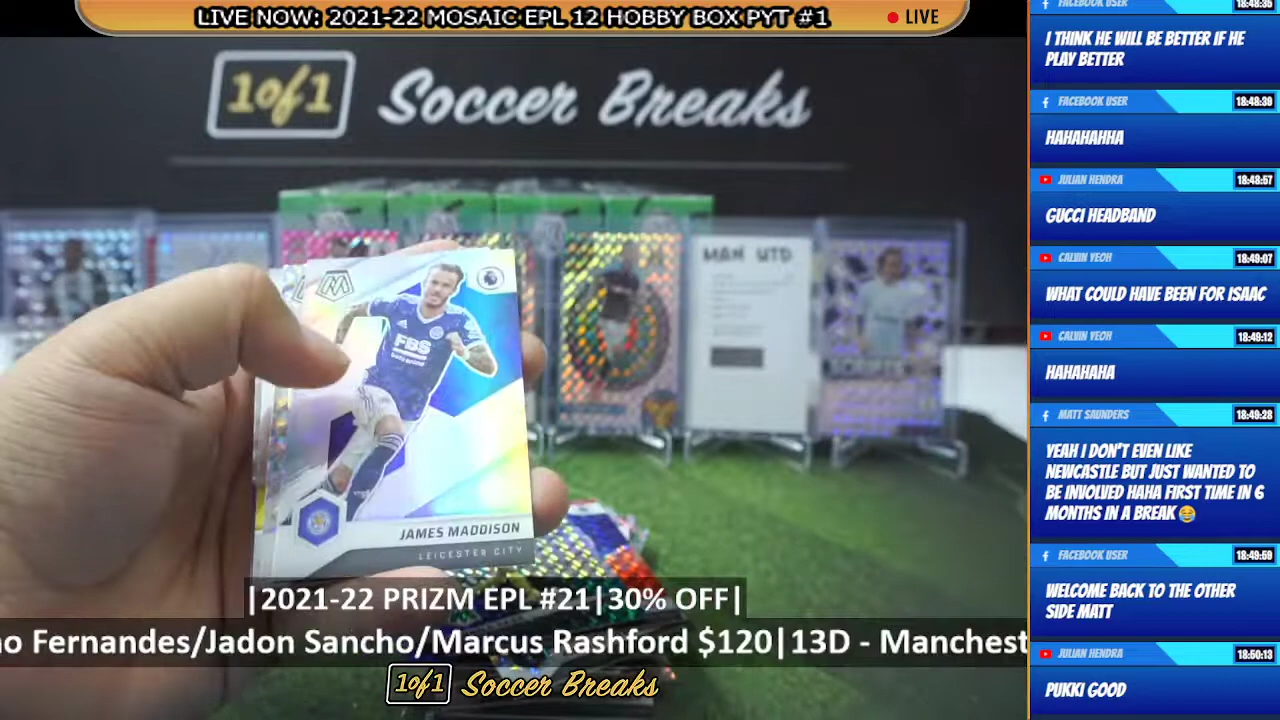 LIVE NOW: 2021-22 MOSAIC EPL 12 HOBBY BOX PYT #1
LIVE
1of1 Soccer Breaks
MAN UTD
FBS
JAMES MADDISON
LEICESTER CITY
|2021-22 PRIZM EPL #21|30% OFF|
no Fernandes/Jadon Sancho/Marcus Rashford $120|13D - Manchest
1of1 Soccer Breaks
FACEBOOK USER 18:48:36
I THINK HE WILL BE BETTER IF HE
PLAY BETTER
FACEBOOK USER 18:48:39
HAHAHAHHA
JULIAN HENDRA 18:48:57
GUCCI HEADBAND
CALVIN YEOH 18:49:07
WHAT COULD HAVE BEEN FOR ISAAC
CALVIN YEOH 18:49:12
HAHAHAHA
MATT SAUNDERS 18:49:28
YEAH I DON'T EVEN LIKE
NEWCASTLE BUT JUST WANTED TO
BE INVOLVED HAHA FIRST TIME IN 6
MONTHS IN A BREAK 😂
FACEBOOK USER 18:49:59
WELCOME BACK TO THE OTHER
SIDE MATT
JULIAN HENDRA 18:50:13
PUKKI GOOD